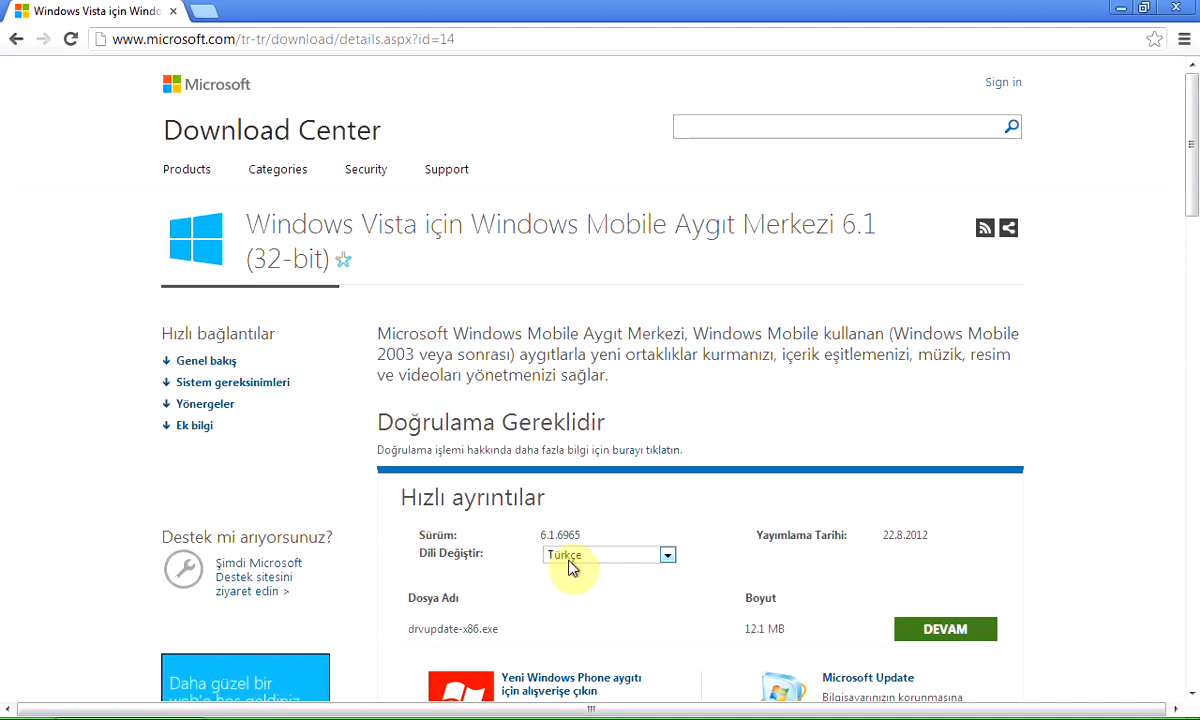 Windows Vista için Windo
www.microsoft.com/tr-tr/download/details.aspx?id=14
Microsoft
Sign in
Download Center
Products
Categories
Security
Support
Windows Vista için Windows Mobile Aygıt Merkezi 6.1
(32-bit)
Hızlı bağlantılar
Genel bakış
Sistem gereksinimleri
Yönergeler
Ek bilgi
Microsoft Windows Mobile Aygıt Merkezi, Windows Mobile kullanan (Windows Mobile
2003 veya sonrası) aygıtlarla yeni ortaklıklar kurmanızı, içerik eşitlemenizi, müzik, resim
ve videoları yönetmenizi sağlar.
Doğrulama Gereklidir
Doğrulama işlemi hakkında daha fazla bilgi için burayı tıklatın.
Hızlı ayrıntılar
Sürüm:
6.1.6965
Yayımlama Tarihi:
22.8.2012
Dili Değiştir:
Türkçe
Destek mi arıyorsunuz?
Şimdi Microsoft
Destek sitesini
ziyaret edin >
Dosya Adı
Boyut
drvupdate-x86.exe
12.1 MB
DEVAM
Yeni Windows Phone aygıtı
için alışverişe çıkın
Microsoft Update
Bilgisayarınızın korunmasına
Daha güzel bir
web'e hoş geldiniz